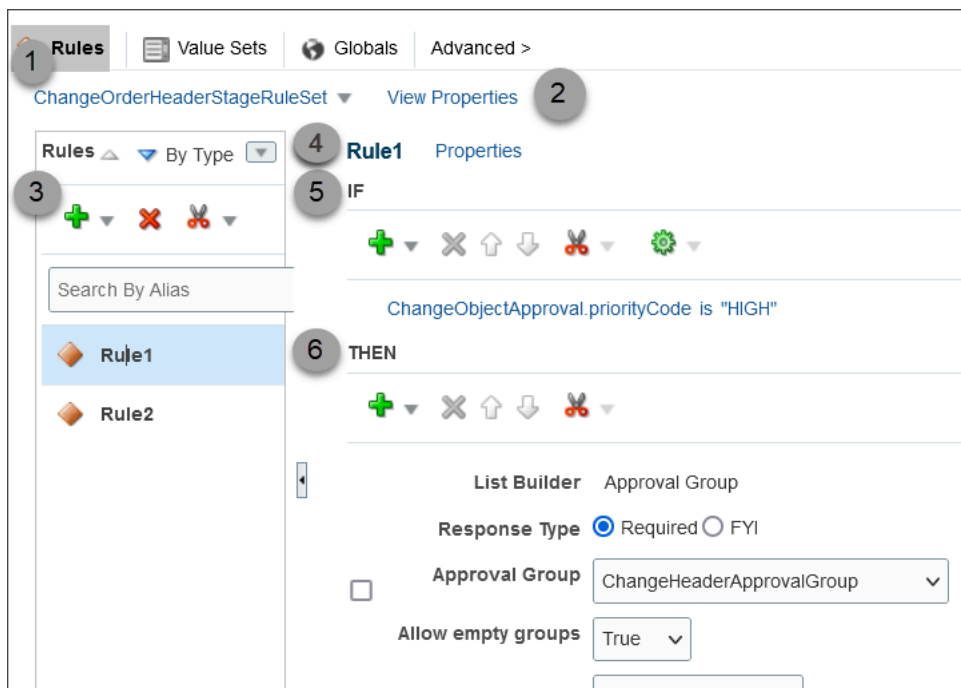 1 Rules Value Sets Globals Advanced >
ChangeOrderHeaderStageRuleSet View Properties 2
Rules By Type 4 Rule1 Properties
3 5 IF
Search By Alias
ChangeObjectApproval.priorityCode is "HIGH"
Rule1 6 THEN
Rule2
List Builder Approval Group
Response Type Required FYI
Approval Group ChangeHeaderApprovalGroup
Allow empty groups True